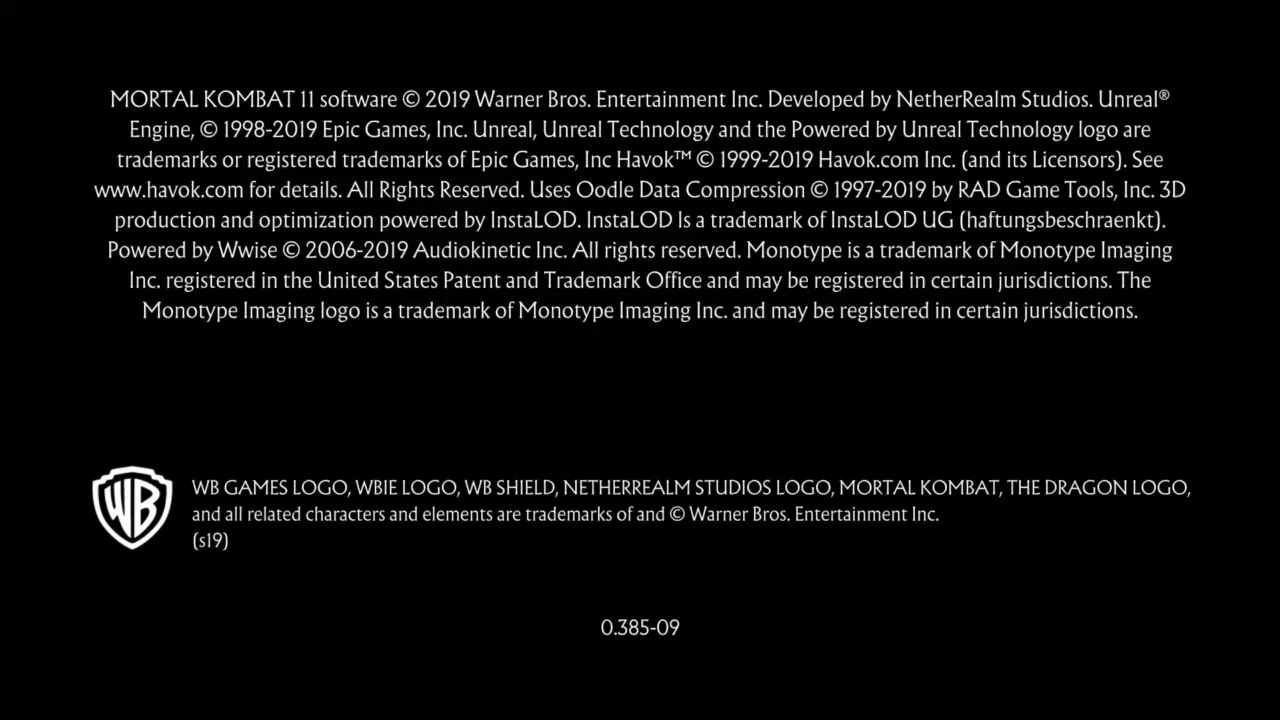 MORTAL KOMBAT 11 software © 2019 Warner Bros. Entertainment Inc. Developed by NetherRealm Studios. Unreal®
Engine, © 1998-2019 Epic Games, Inc. Unreal, Unreal Technology and the Powered by Unreal Technology logo are
trademarks or registered trademarks of Epic Games, Inc Havok™ © 1999-2019 Havok.com Inc. (and its Licensors). See
www.havok.com for details. All Rights Reserved. Uses Oodle Data Compression © 1997-2019 by RAD Game Tools, Inc. 3D
production and optimization powered by InstaLOD. InstaLOD Is a trademark of InstaLOD UG (haftungsbeschraenkt).
Powered by Wwise © 2006-2019 Audiokinetic Inc. All rights reserved. Monotype is a trademark of Monotype Imaging
Inc. registered in the United States Patent and Trademark Office and may be registered in certain jurisdictions. The
Monotype Imaging logo is a trademark of Monotype Imaging Inc. and may be registered in certain jurisdictions.
WB
WB GAMES LOGO, WBIE LOGO, WB SHIELD, NETHERREALM STUDIOS LOGO, MORTAL KOMBAT, THE DRAGON LOGO,
and all related characters and elements are trademarks of and © Warner Bros. Entertainment Inc.
(s19)
0.385-09